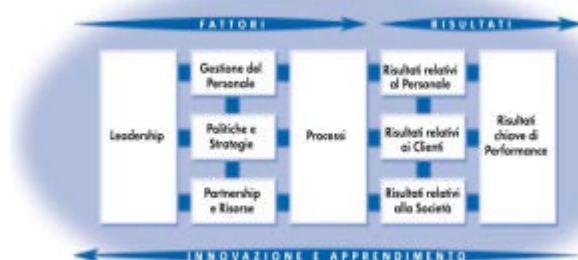 FATTORI
RISULTATI
Leadership
Gestione del
Personale
Politiche e
Strategie
Partnership
e Risorse
Processi
Risultati relativi
al Personale
Risultati relativi
ai Clienti
Risultati relativi
alla Società
Risultati
chiave di
Performance
INNOVAZIONE E APPRENDIMENTO